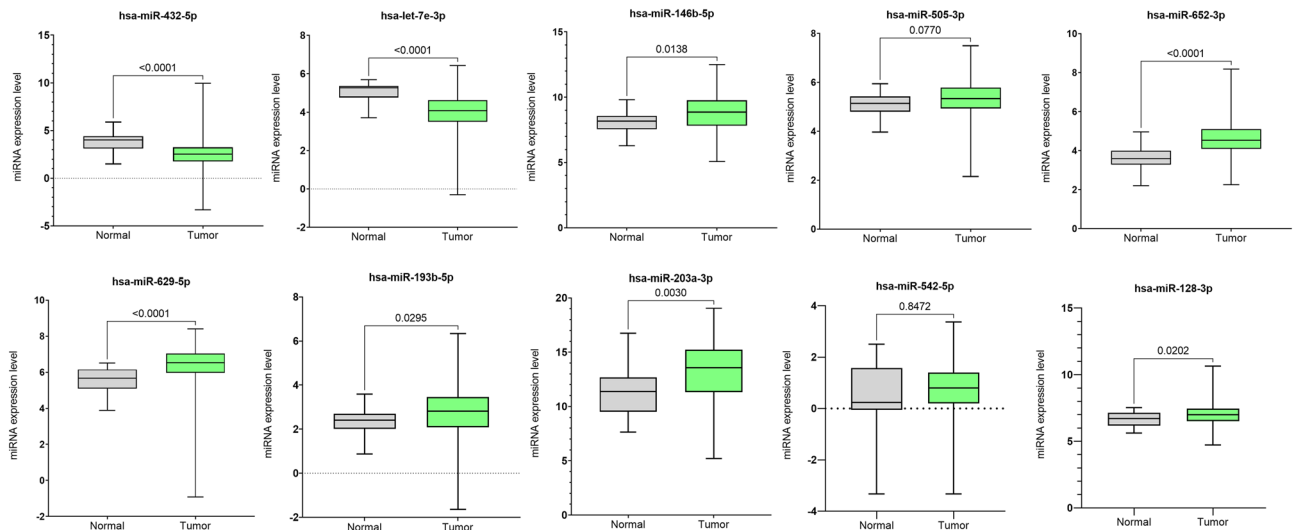 hsa-miR-432-5p
miRNA expression level
15
10
5
0
-5
<0.0001
Normal Tumor
hsa-let-7e-3p
miRNA expression level
8
6
4
2
0
-2
<0.0001
Normal Tumor
hsa-miR-146b-5p
miRNA expression level
15
10
5
0
0.0138
Normal Tumor
hsa-miR-505-3p
miRNA expression level
8
6
4
2
0
0.0770
Normal Tumor
hsa-miR-652-3p
miRNA expression level
10
8
6
4
2
0
<0.0001
Normal Tumor
hsa-miR-629-5p
miRNA expression level
10
8
6
4
2
0
-2
<0.0001
Normal Tumor
hsa-miR-193b-5p
miRNA expression level
8
6
4
2
0
-2
0.0295
Normal Tumor
hsa-miR-203a-3p
miRNA expression level
20
15
10
5
0
0.0030
Normal Tumor
hsa-miR-542-5p
miRNA expression level
4
2
0
-2
-4
0.8472
Normal Tumor
hsa-miR-128-3p
miRNA expression level
15
10
5
0
0.0202
Normal Tumor